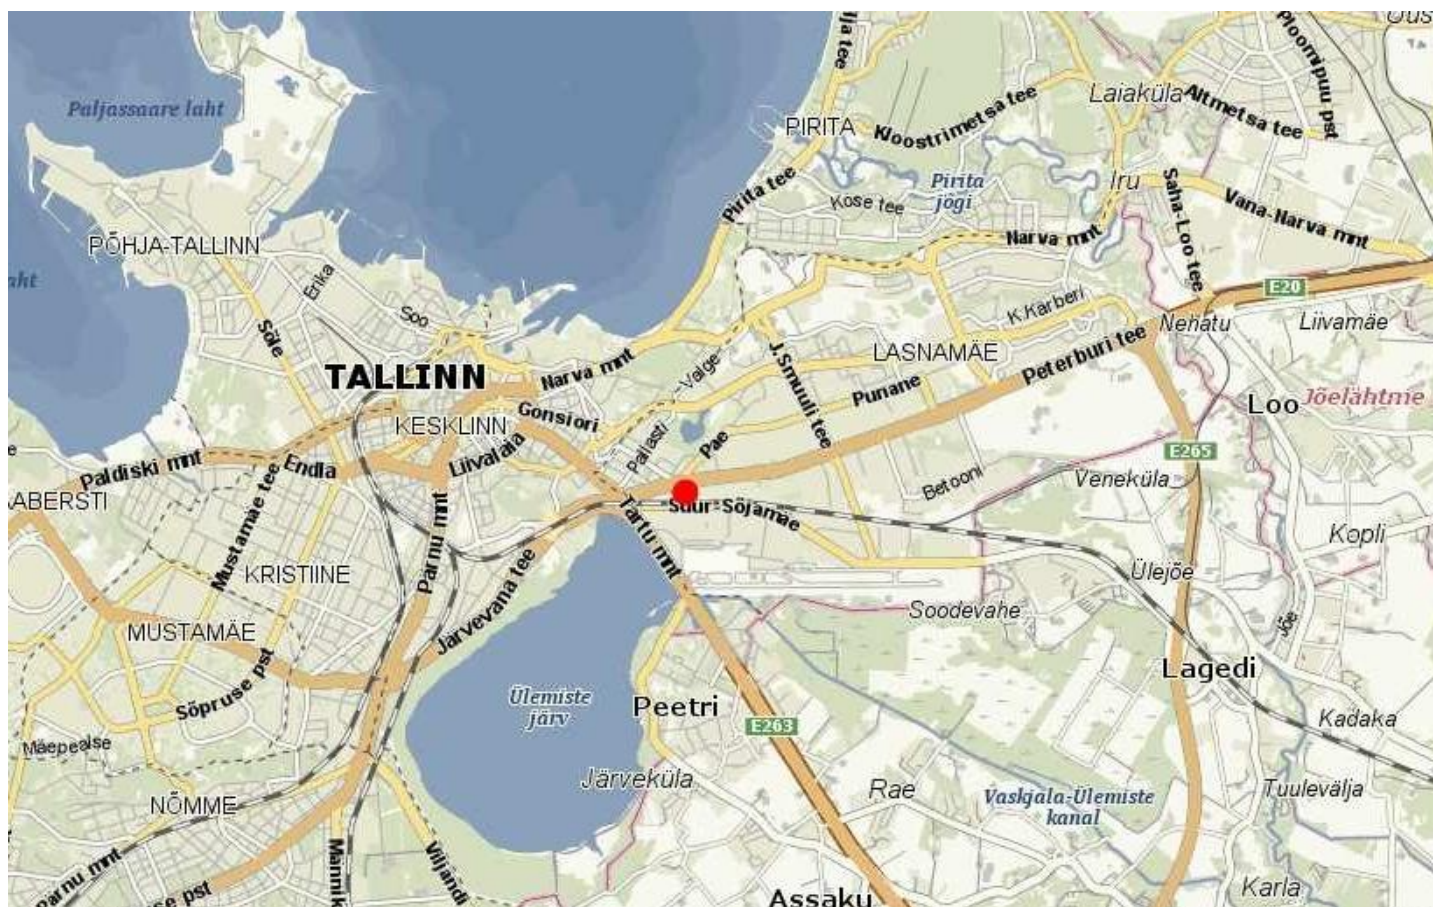 Paljassaare laht
PIRITA
Kloostrimetsa tee
Laiaküla
Altmetsa tee
Ploomipuu pst
Pirita tee
Kose tee
Pirita
jõgi
Iru
Saha-Loo tee
Vana-Narva mnt
Narva mnt
PÕHJA-TALLINN
Erika
Soo
Sõle
E20
Nehatu
Liivamäe
K.Kärberi
LASNAMÄE
Peterburi tee
TALLINN
Narva mnt
Valge
J.Smuuli tee
Punane
Loo
Jõelähtme
KESKLINN
Gonsiori
Liivalaia
Pallasti
Pae
Paldiski mnt
Endla
E265
Betooni
Veneküla
ABERSTI
Mustamäe tee
Pärnu mnt
Tartu mnt
Suur-Sõjamäe
Kopli
KRISTIINE
Järvevana tee
Ülejõe
Soodevahe
Jõe
MUSTAMÄE
Sõpruse pst
Ülemiste
järv
Peetri
Lagedi
E263
Kadaka
Mäepealse
Järveküla
Rae
Vaskjala-Ülemiste
kanal
Tuulevälja
NÕMME
Pärnu mnt
Viljandi
Assaku
Karla